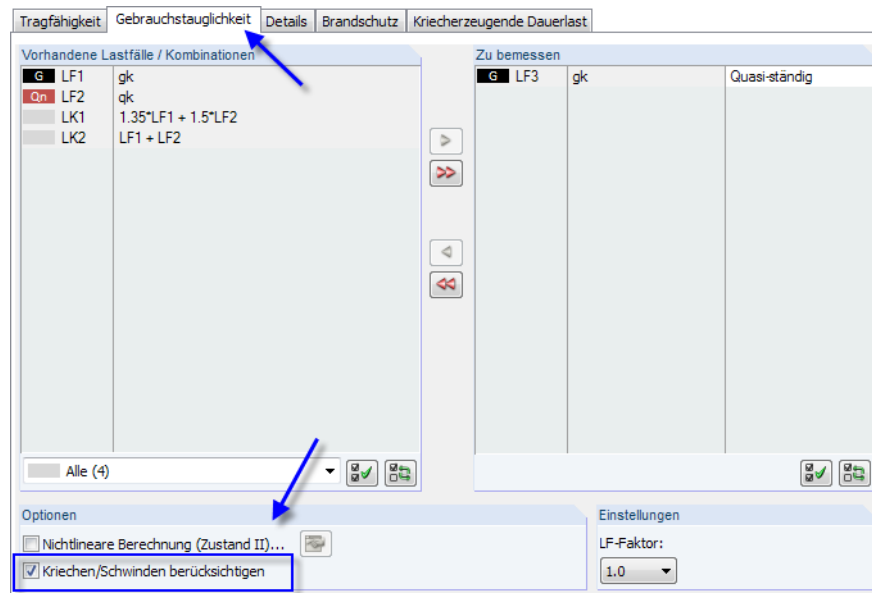 Tragfähigkeit Gebrauchstauglichkeit Details Brandschutz Kriecherzeugende Dauerlast
Vorhandene Lastfälle / Kombinationen
G LF1 gk
Qn LF2 qk
LK1 1.35*LF1 + 1.5*LF2
LK2 LF1 + LF2
Alle (4)
Zu bemessen
G LF3 gk Quasi-ständig
Optionen
Nichtlineare Berechnung (Zustand II)...
Kriechen/Schwinden berücksichtigen
Einstellungen
LF-Faktor:
1.0